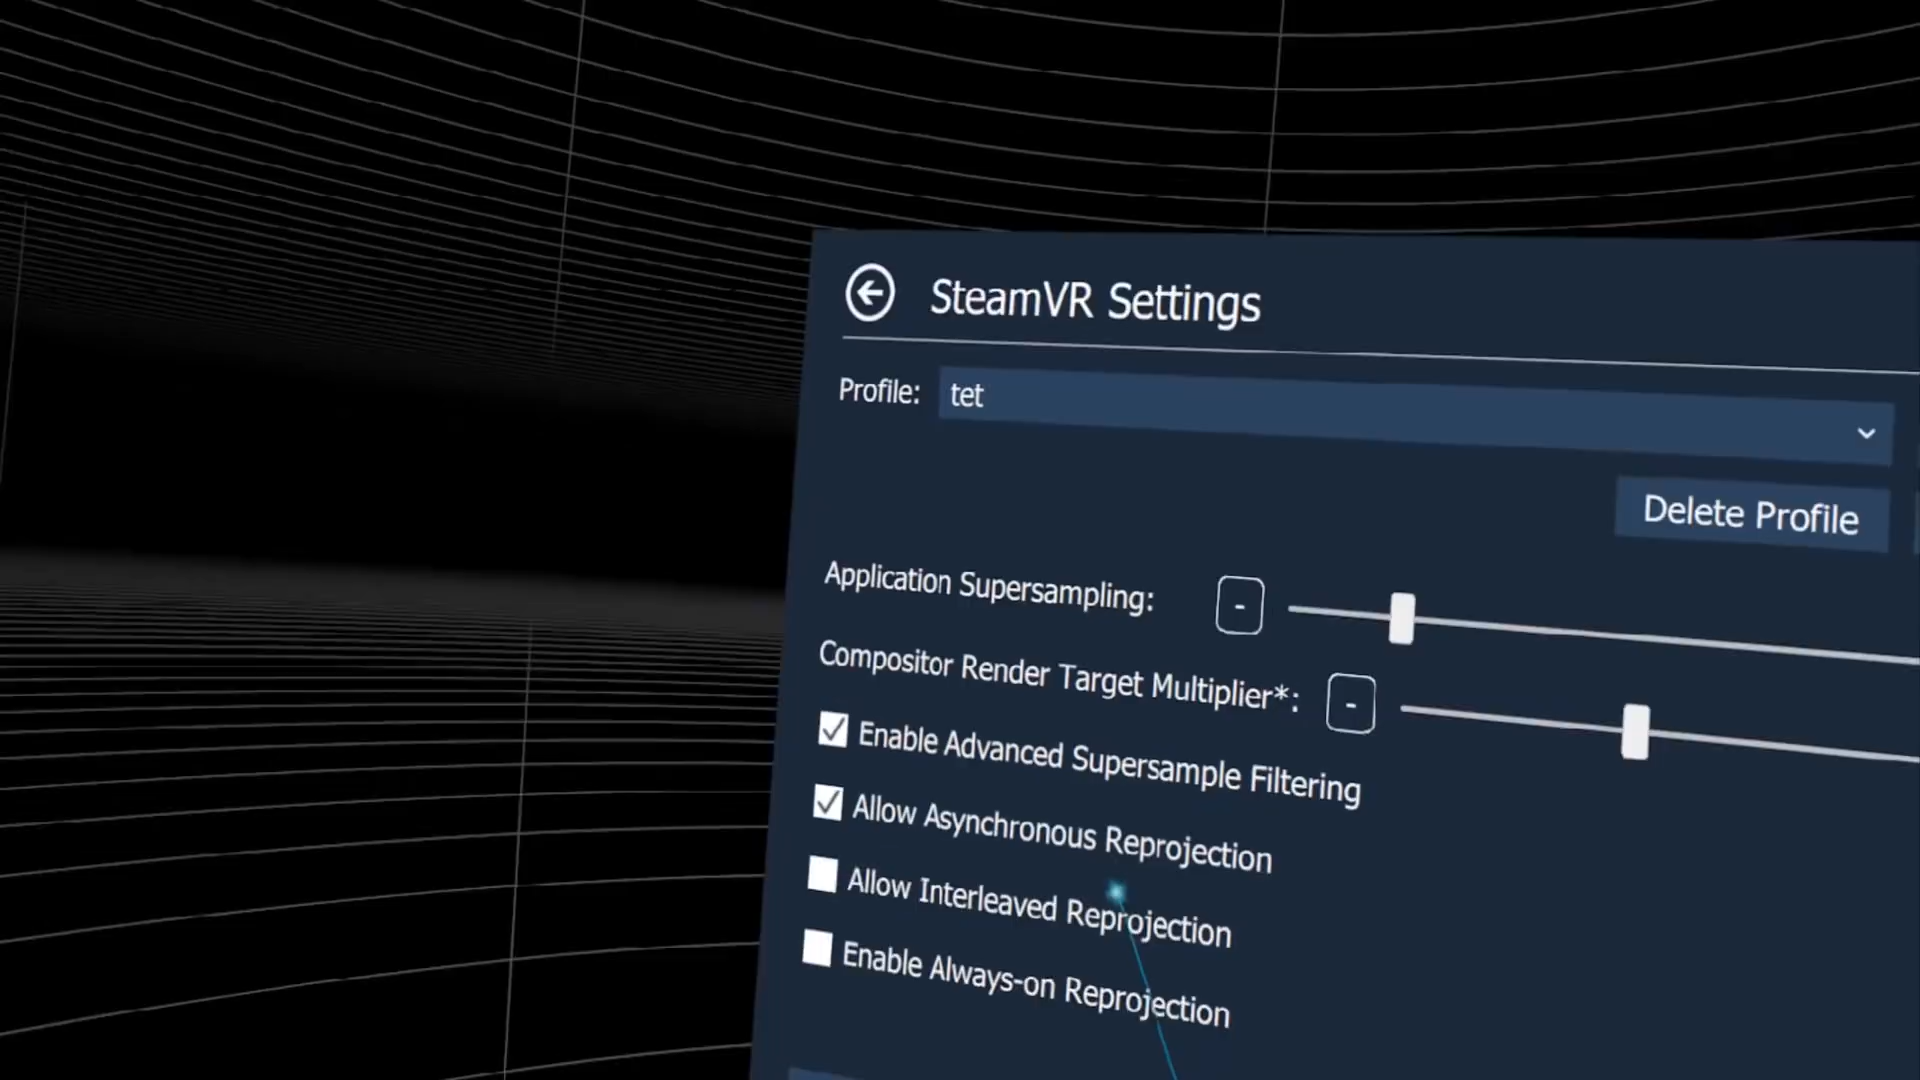 SteamVR Settings
Profile: tet
Delete Profile
Application Supersampling: -
Compositor Render Target Multiplier*: -
Enable Advanced Supersample Filtering
Allow Asynchronous Reprojection
Allow Interleaved Reprojection
Enable Always-on Reprojection